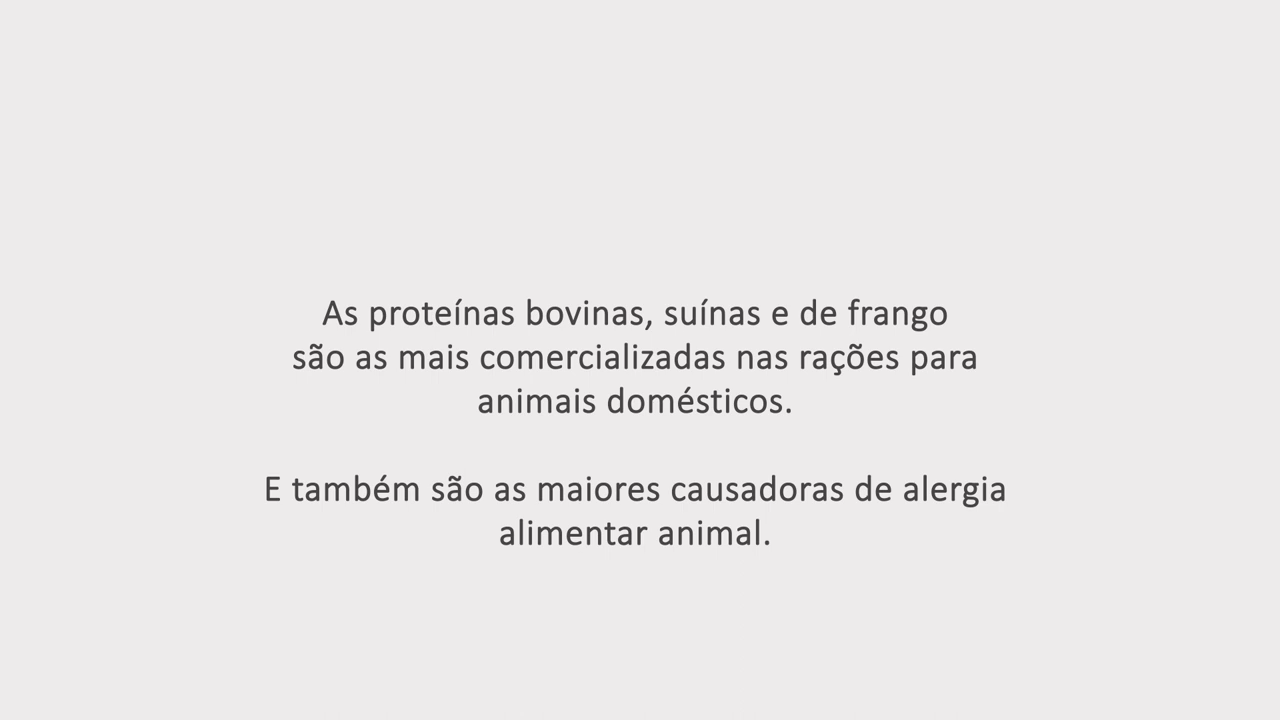 As proteínas bovinas, suínas e de frango
são as mais comercializadas nas rações para
animais domésticos.
E também são as maiores causadoras de alergia
alimentar animal.